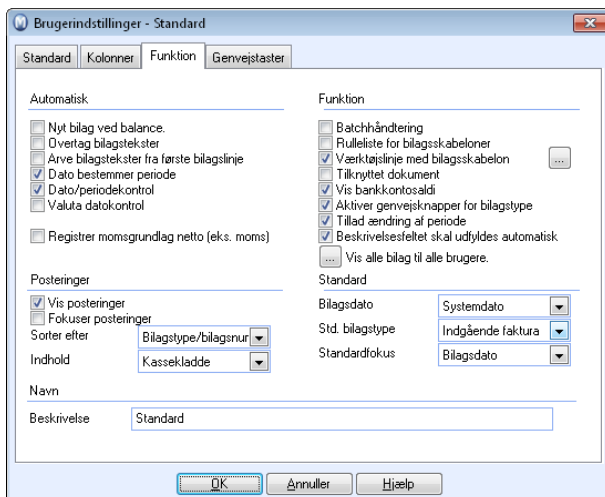 Brugerindstillinger - Standard
Standard Kolonner Funktion Genvejstaster
Automatisk
Nyt bilag ved balance.
Overtag bilagstekster
Arve bilagstekster fra første bilagslinje
Dato bestemmer periode
Dato/periodekontrol
Valuta datokontrol
Registrer momsgrundlag netto (eks. moms)
Funktion
Batchhåndtering
Rulleliste for bilagsskabeloner
Værktøjslinje med bilagsskabelon ...
Tilknyttet dokument
Vis bankkontosaldi
Aktiver genvejsknapper for bilagstype
Tillad ændring af periode
Beskrivelsesfeltet skal udfyldes automatisk
... Vis alle bilag til alle brugere.
Posteringer
Vis posteringer
Fokuser posteringer
Sorter efter Bilagstype/bilagsnur
Indhold Kassekladde
Standard
Bilagsdato Systemdato
Std. bilagstype Indgående faktura
Standardfokus Bilagsdato
Navn
Beskrivelse Standard
OK Annuller Hjælp